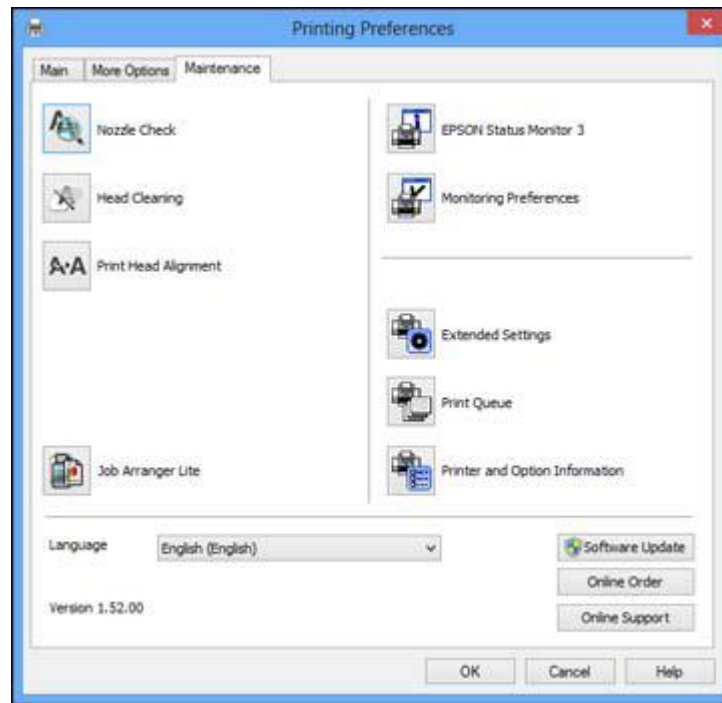 Printing Preferences
Main More Options Maintenance
Nozzle Check
Head Cleaning
Print Head Alignment
Job Arranger Lite
EPSON Status Monitor 3
Monitoring Preferences
Extended Settings
Print Queue
Printer and Option Information
Language English (English)
Software Update
Online Order
Version 1.52.00
Online Support
OK Cancel Help